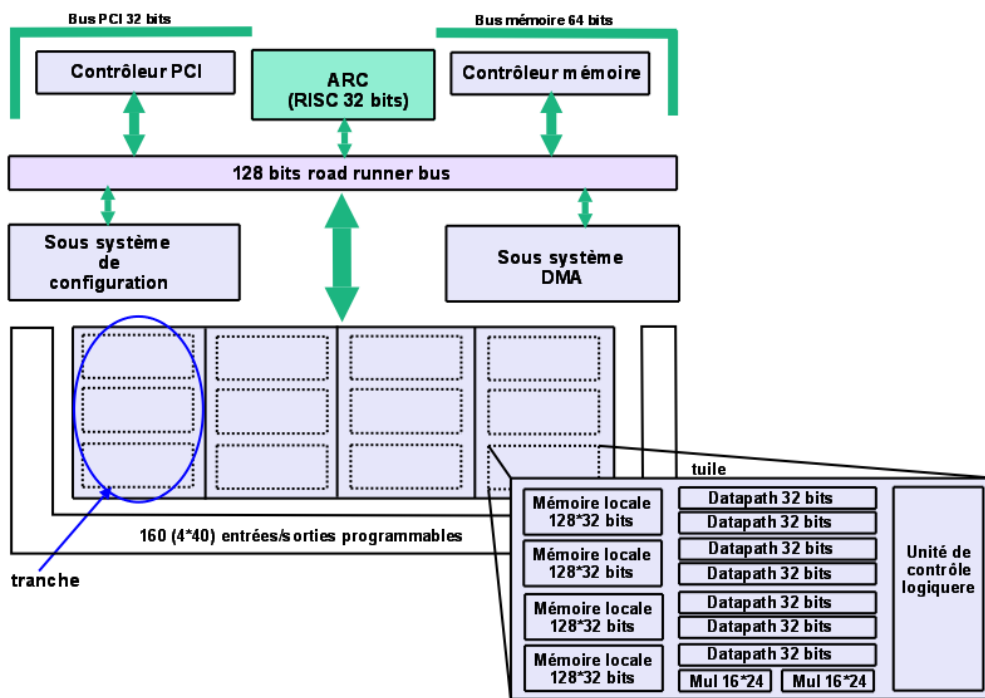 Bus PCI 32 bits
Bus mémoire 64 bits
Contrôleur PCI
ARC
(RISC 32 bits)
Contrôleur mémoire
128 bits road runner bus
Sous système
de
configuration
Sous système
DMA
tuile
160 (4*40) entrées/sorties programmables
tranche
Mémoire locale
128*32 bits
Mémoire locale
128*32 bits
Mémoire locale
128*32 bits
Mémoire locale
128*32 bits
Datapath 32 bits
Datapath 32 bits
Datapath 32 bits
Datapath 32 bits
Datapath 32 bits
Datapath 32 bits
Datapath 32 bits
Mul 16*24
Mul 16*24
Unité de
contrôle
logiquere